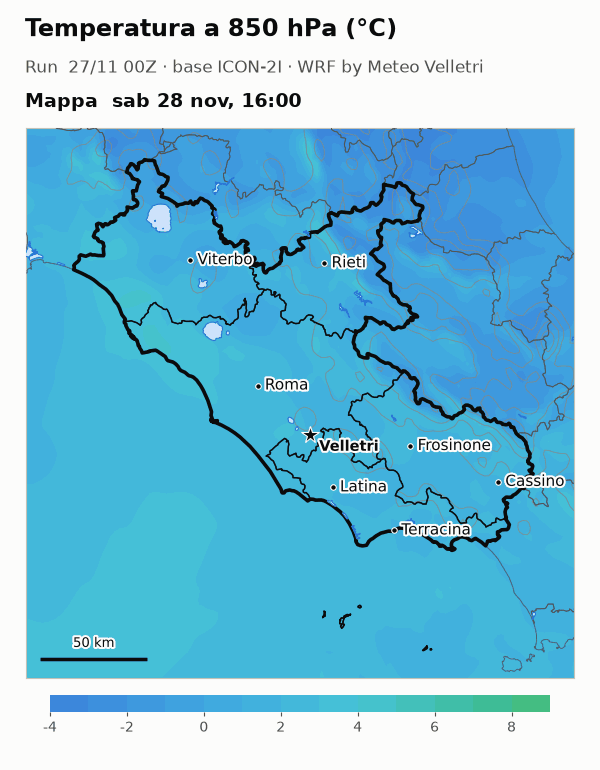 Temperatura a 850 hPa (°C)
Run  27/11 00Z · base ICON-2I · WRF by Meteo Velletri
Mappa  sab 28 nov, 16:00
Viterbo
Rieti
Roma
Velletri
Frosinone
Latina
Cassino
Terracina
50 km
-4 -2 0 2 4 6 8